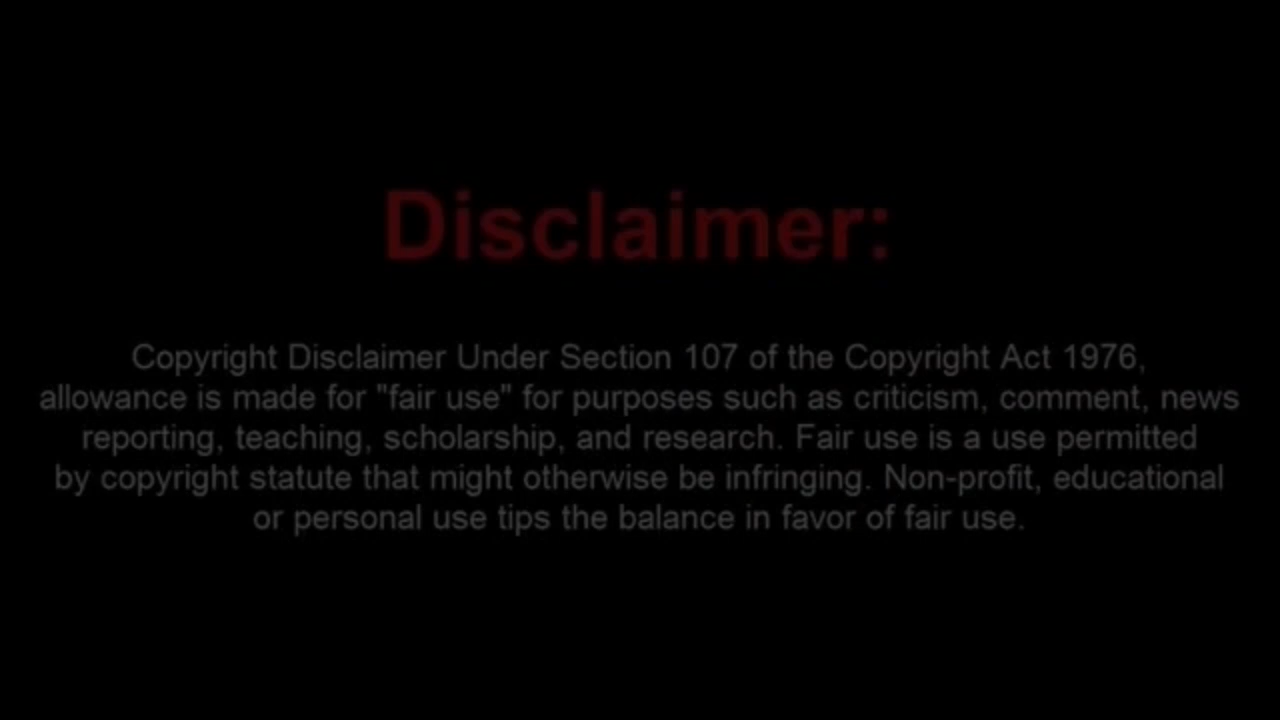 Disclaimer:
Copyright Disclaimer Under Section 107 of the Copyright Act 1976,
allowance is made for "fair use" for purposes such as criticism, comment, news
reporting, teaching, scholarship, and research. Fair use is a use permitted
by copyright statute that might otherwise be infringing. Non-profit, educational
or personal use tips the balance in favor of fair use.